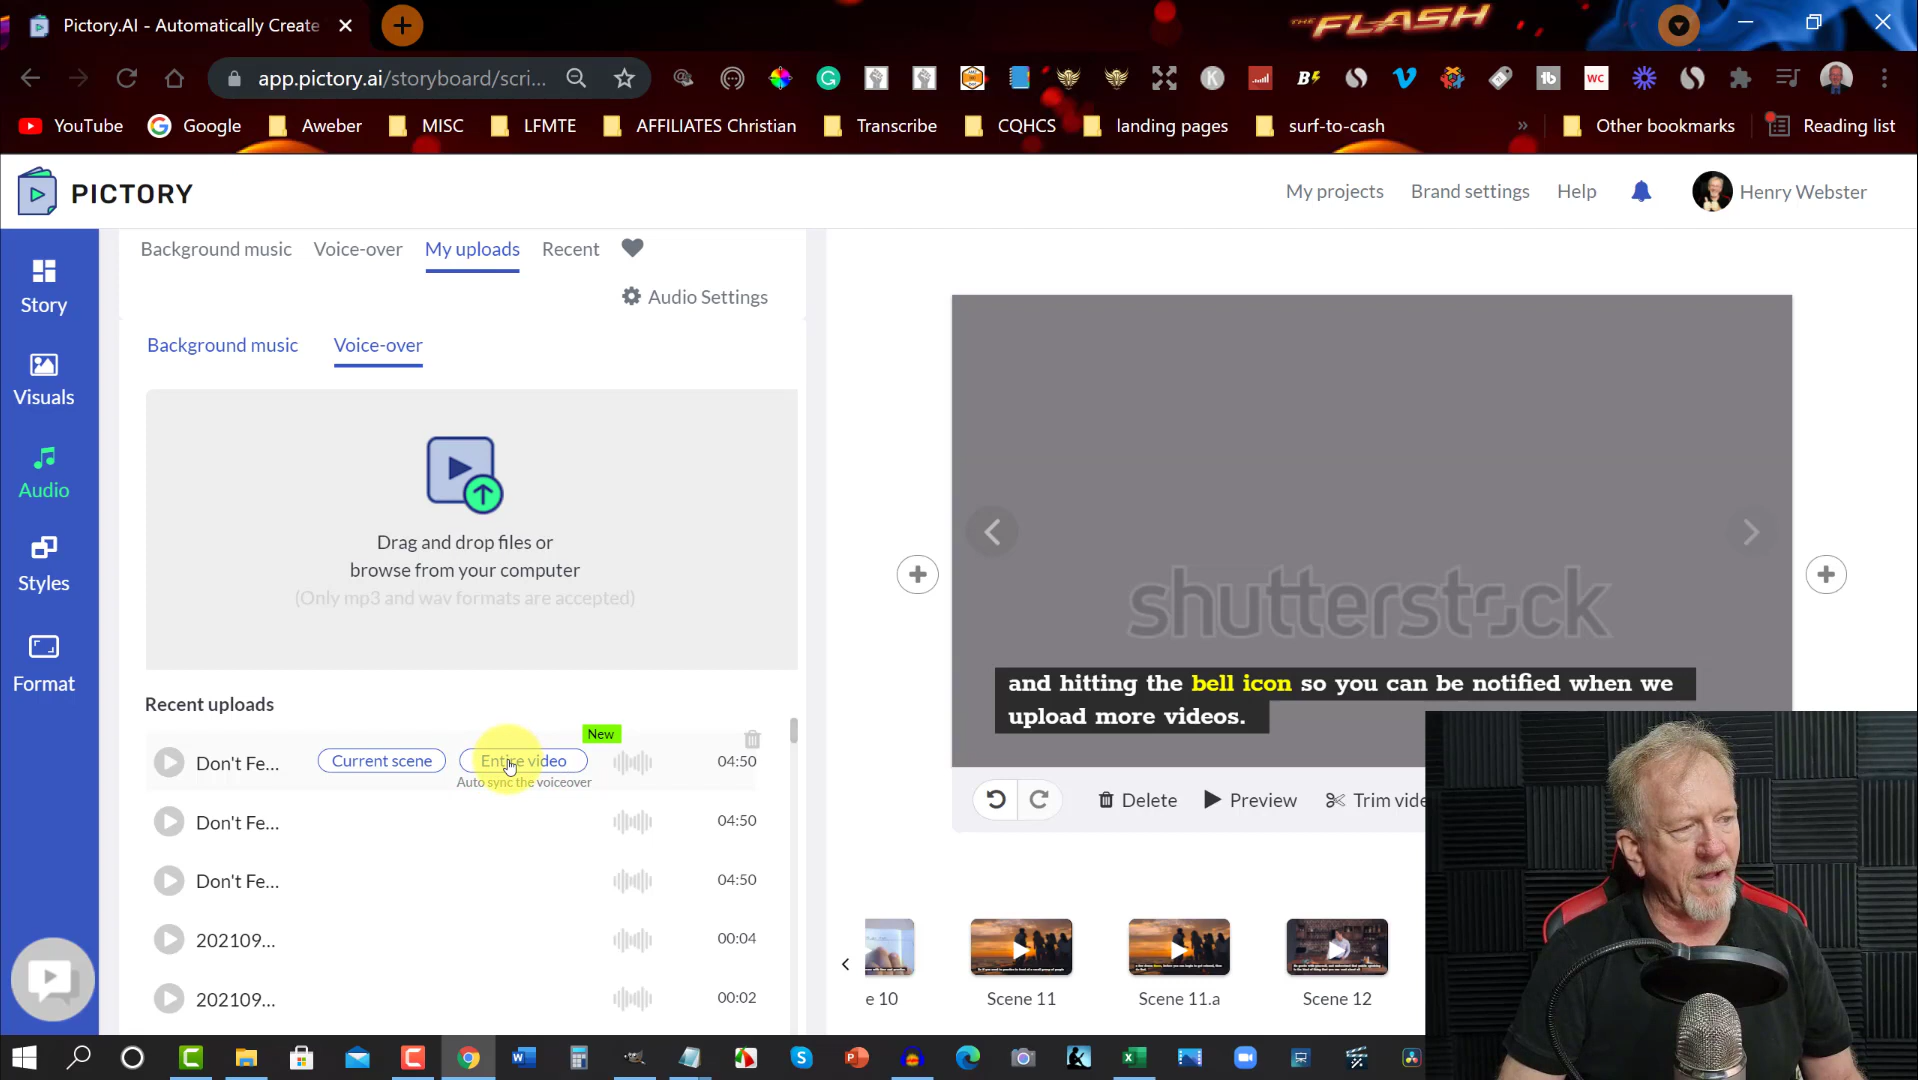 Pictory.AI - Automatically Create
THE FLASH
app.pictory.ai/storyboard/scri...
YouTube
Google
Aweber
MISC
LFMTE
AFFILIATES Christian
Transcribe
CQHCS
landing pages
surf-to-cash
»
Other bookmarks
Reading list
PICTORY
My projects
Brand settings
Help
Henry Webster
Story
Visuals
Audio
Styles
Format
Background music
Voice-over
My uploads
Recent
Audio Settings
Background music
Voice-over
Drag and drop files or
browse from your computer
(Only mp3 and wav formats are accepted)
Recent uploads
New
Don't Fe...
Current scene
Entire video
04:50
Auto sync the voiceover
Don't Fe...
04:50
Don't Fe...
04:50
202109...
00:04
202109...
00:02
shutterstock
and hitting the bell icon so you can be notified when we
upload more videos.
Delete
Preview
Trim vide
e 10
Scene 11
Scene 11.a
Scene 12